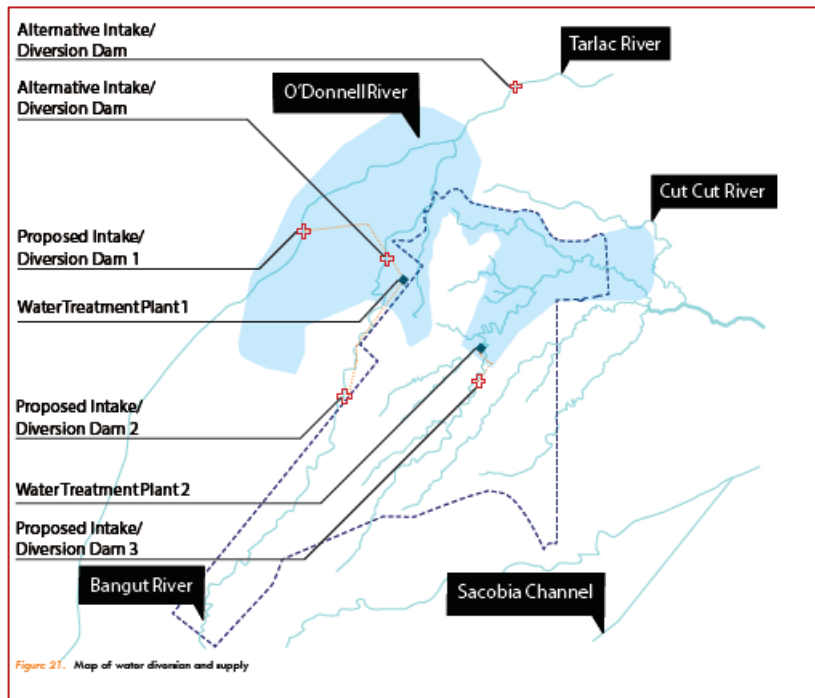 Alternative Intake/
Diversion Dam
Tarlac River
Alternative Intake/
Diversion Dam
O'Donnell River
Cut Cut River
Proposed Intake/
Diversion Dam 1
Water Treatment Plant 1
Proposed Intake/
Diversion Dam 2
Water Treatment Plant 2
Proposed Intake/
Diversion Dam 3
Bangut River
Sacobia Channel
Figure 21. Map of water diversion and supply